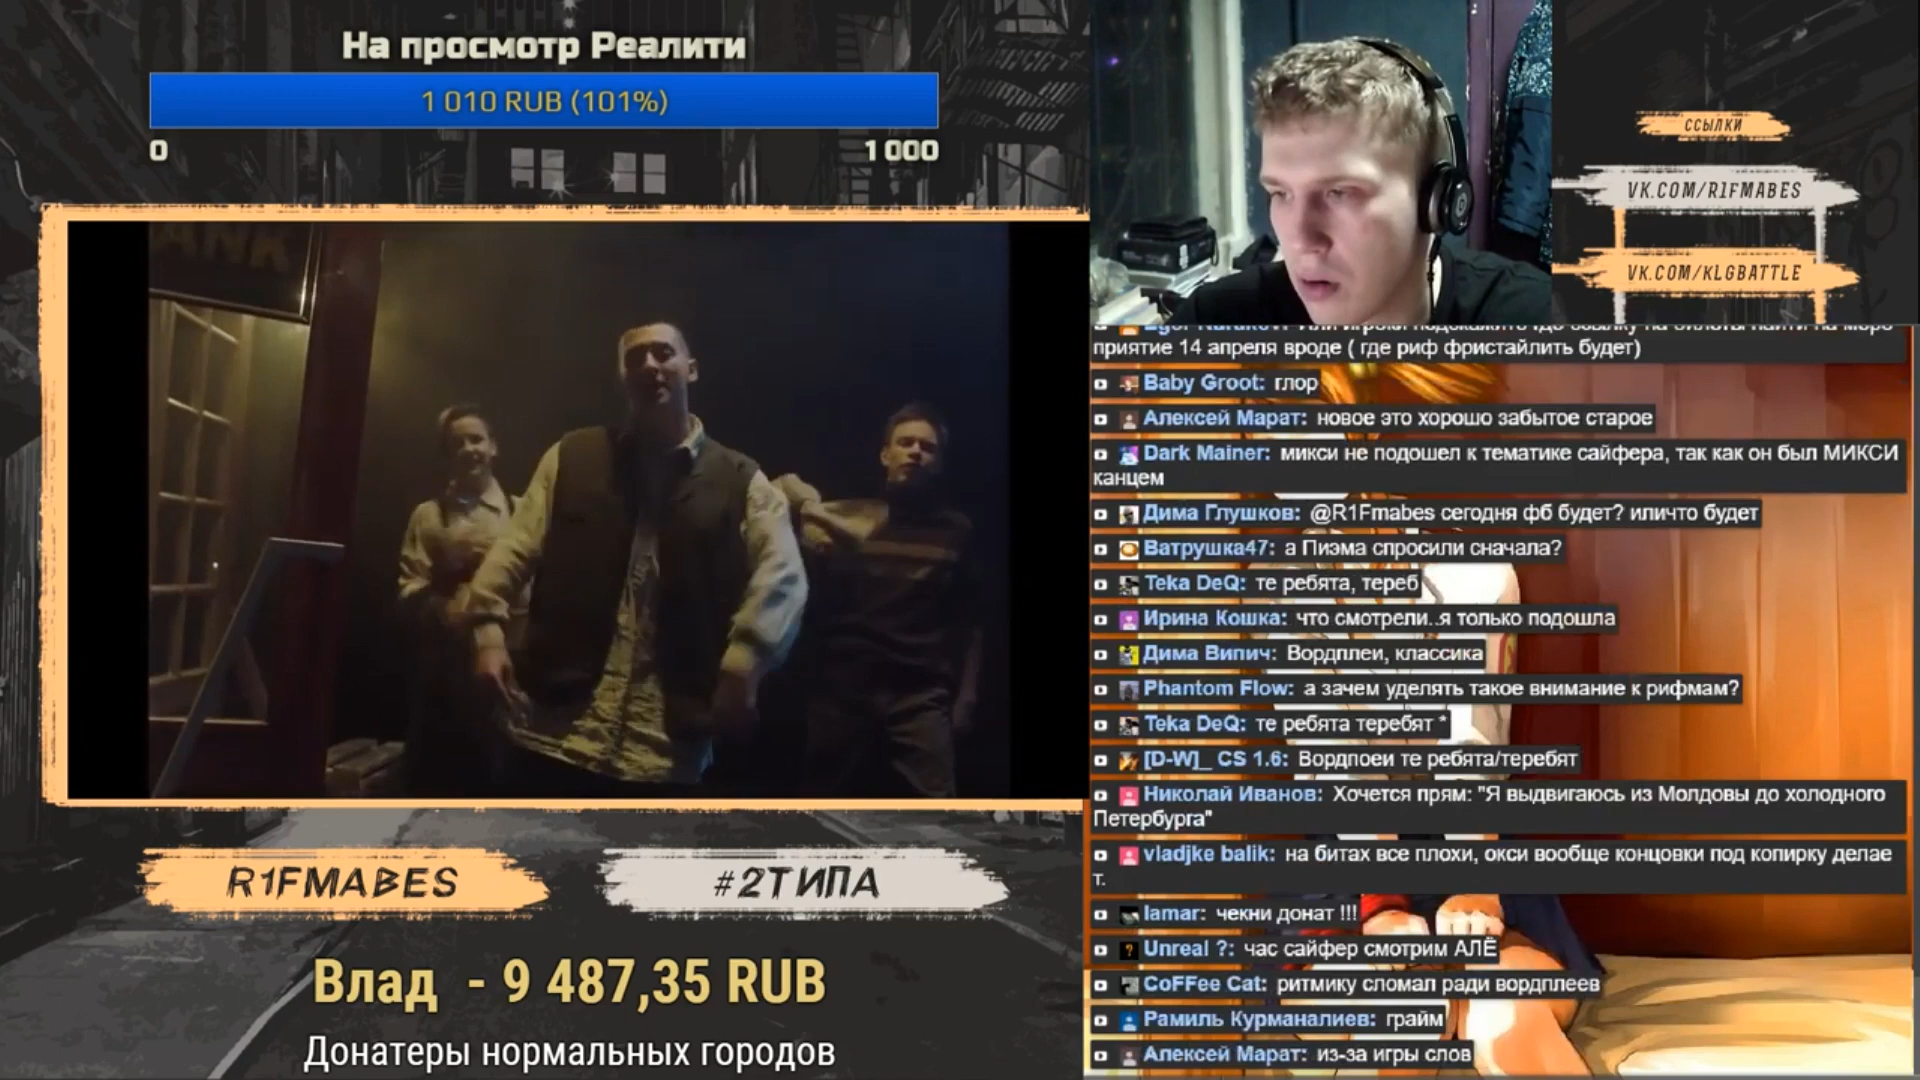 На просмотр Реалити
1 010 RUB (101%)
0
1 000
ANK
R1FMABES
#2ТИПА
Влад - 9 487,35 RUB
Донатеры нормальных городов
ССЫЛКИ
VK.COM/R1FMABES
VK.COM/KLGBATTLE
приятие 14 апреля вроде ( где риф фристайлить будет)
Baby Groot: глор
Алексей Марат: новое это хорошо забытое старое
Dark Mainer: микси не подошел к тематике сайфера, так как он был МИКСИ
канцем
Дима Глушков: @R1Fmabes сегодня фб будет? иличто будет
Ватрушка47: а Пиэма спросили сначала?
Teka DeQ: те ребята, тереб
Ирина Кошка: что смотрели..я только подошла
Дима Випич: Вордплеи, классика
Phantom Flow: а зачем уделять такое внимание к рифмам?
Teka DeQ: те ребята теребят *
[D-W]_ CS 1.6: Вордпоеи те ребята/теребят
Николай Иванов: Хочется прям: "Я выдвигаюсь из Молдовы до холодного
Петербурга"
vladjke balik: на битах все плохи, окси вообще концовки под копирку делае
т.
lamar: чекни донат !!!
Unreal ?: час сайфер смотрим АЛЁ
CoFFee Cat: ритмику сломал ради вордплеев
Рамиль Курманалиев: грайм
Алексей Марат: из-за игры слов